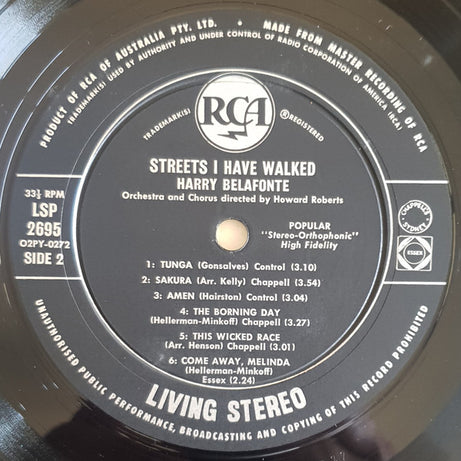 PRODUCT OF RCA OF AUSTRALIA PTY. LTD. • MADE FROM MASTER RECORDING OF RCA
TRADEMARK(S) USED BY AUTHORITY AND UNDER CONTROL OF RADIO CORPORATION OF AMERICA (RCA)
RCA
TRADEMARK(S) ®REGISTERED
STREETS I HAVE WALKED
HARRY BELAFONTE
Orchestra and Chorus directed by Howard Roberts
33⅓ RPM
LSP
2695
O2PY-0272
SIDE 2
POPULAR
"Stereo-Orthophonic"
High Fidelity
CHAPPELLS
SYDNEY
ESSEX
1: TUNGA (Gonsalves) Control (3.10)
2: SAKURA (Arr. Kelly) Chappell (3.54)
3: AMEN (Hairston) Control (3.04)
4: THE BORNING DAY
(Hellerman-Minkoff) Chappell (3.27)
5: THIS WICKED RACE
(Arr. Henson) Chappell (3.01)
6: COME AWAY, MELINDA
(Hellerman-Minkoff)
Essex (2.24)
LIVING STEREO
UNAUTHORISED PUBLIC PERFORMANCE, BROADCASTING AND COPYING OF THIS RECORD PROHIBITED